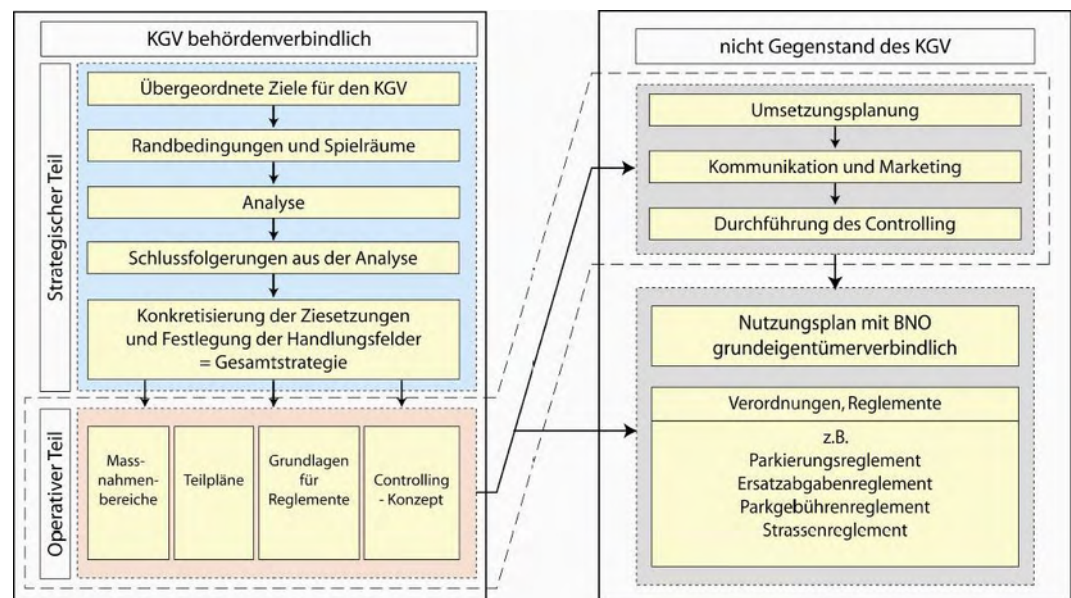 KGV behördenverbindlich
Strategischer Teil
Übergeordnete Ziele für den KGV
Randbedingungen und Spielräume
Analyse
Schlussfolgerungen aus der Analyse
Konkretisierung der Ziesetzungen
und Festlegung der Handlungsfelder
= Gesamtstrategie
Operativer Teil
Mass-
nahmen-
bereiche
Teilpläne
Grundlagen
für
Reglemente
Controlling
- Konzept
nicht Gegenstand des KGV
Umsetzungsplanung
Kommunikation und Marketing
Durchführung des Controlling
Nutzungsplan mit BNO
grundeigentümerverbindlich
Verordnungen, Reglemente
z.B.
Parkierungsreglement
Ersatzabgabenreglement
Parkgebührenreglement
Strassenreglement